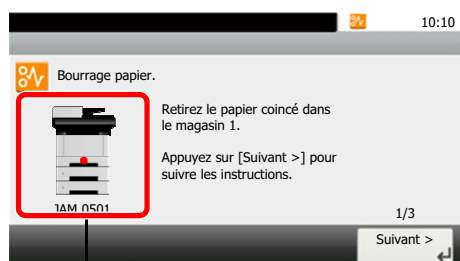 10:10
Bourrage papier.
Retirez le papier coincé dans
le magasin 1.
Appuyez sur [Suivant >] pour
suivre les instructions.
JAM 0501
1/3
Suivant >